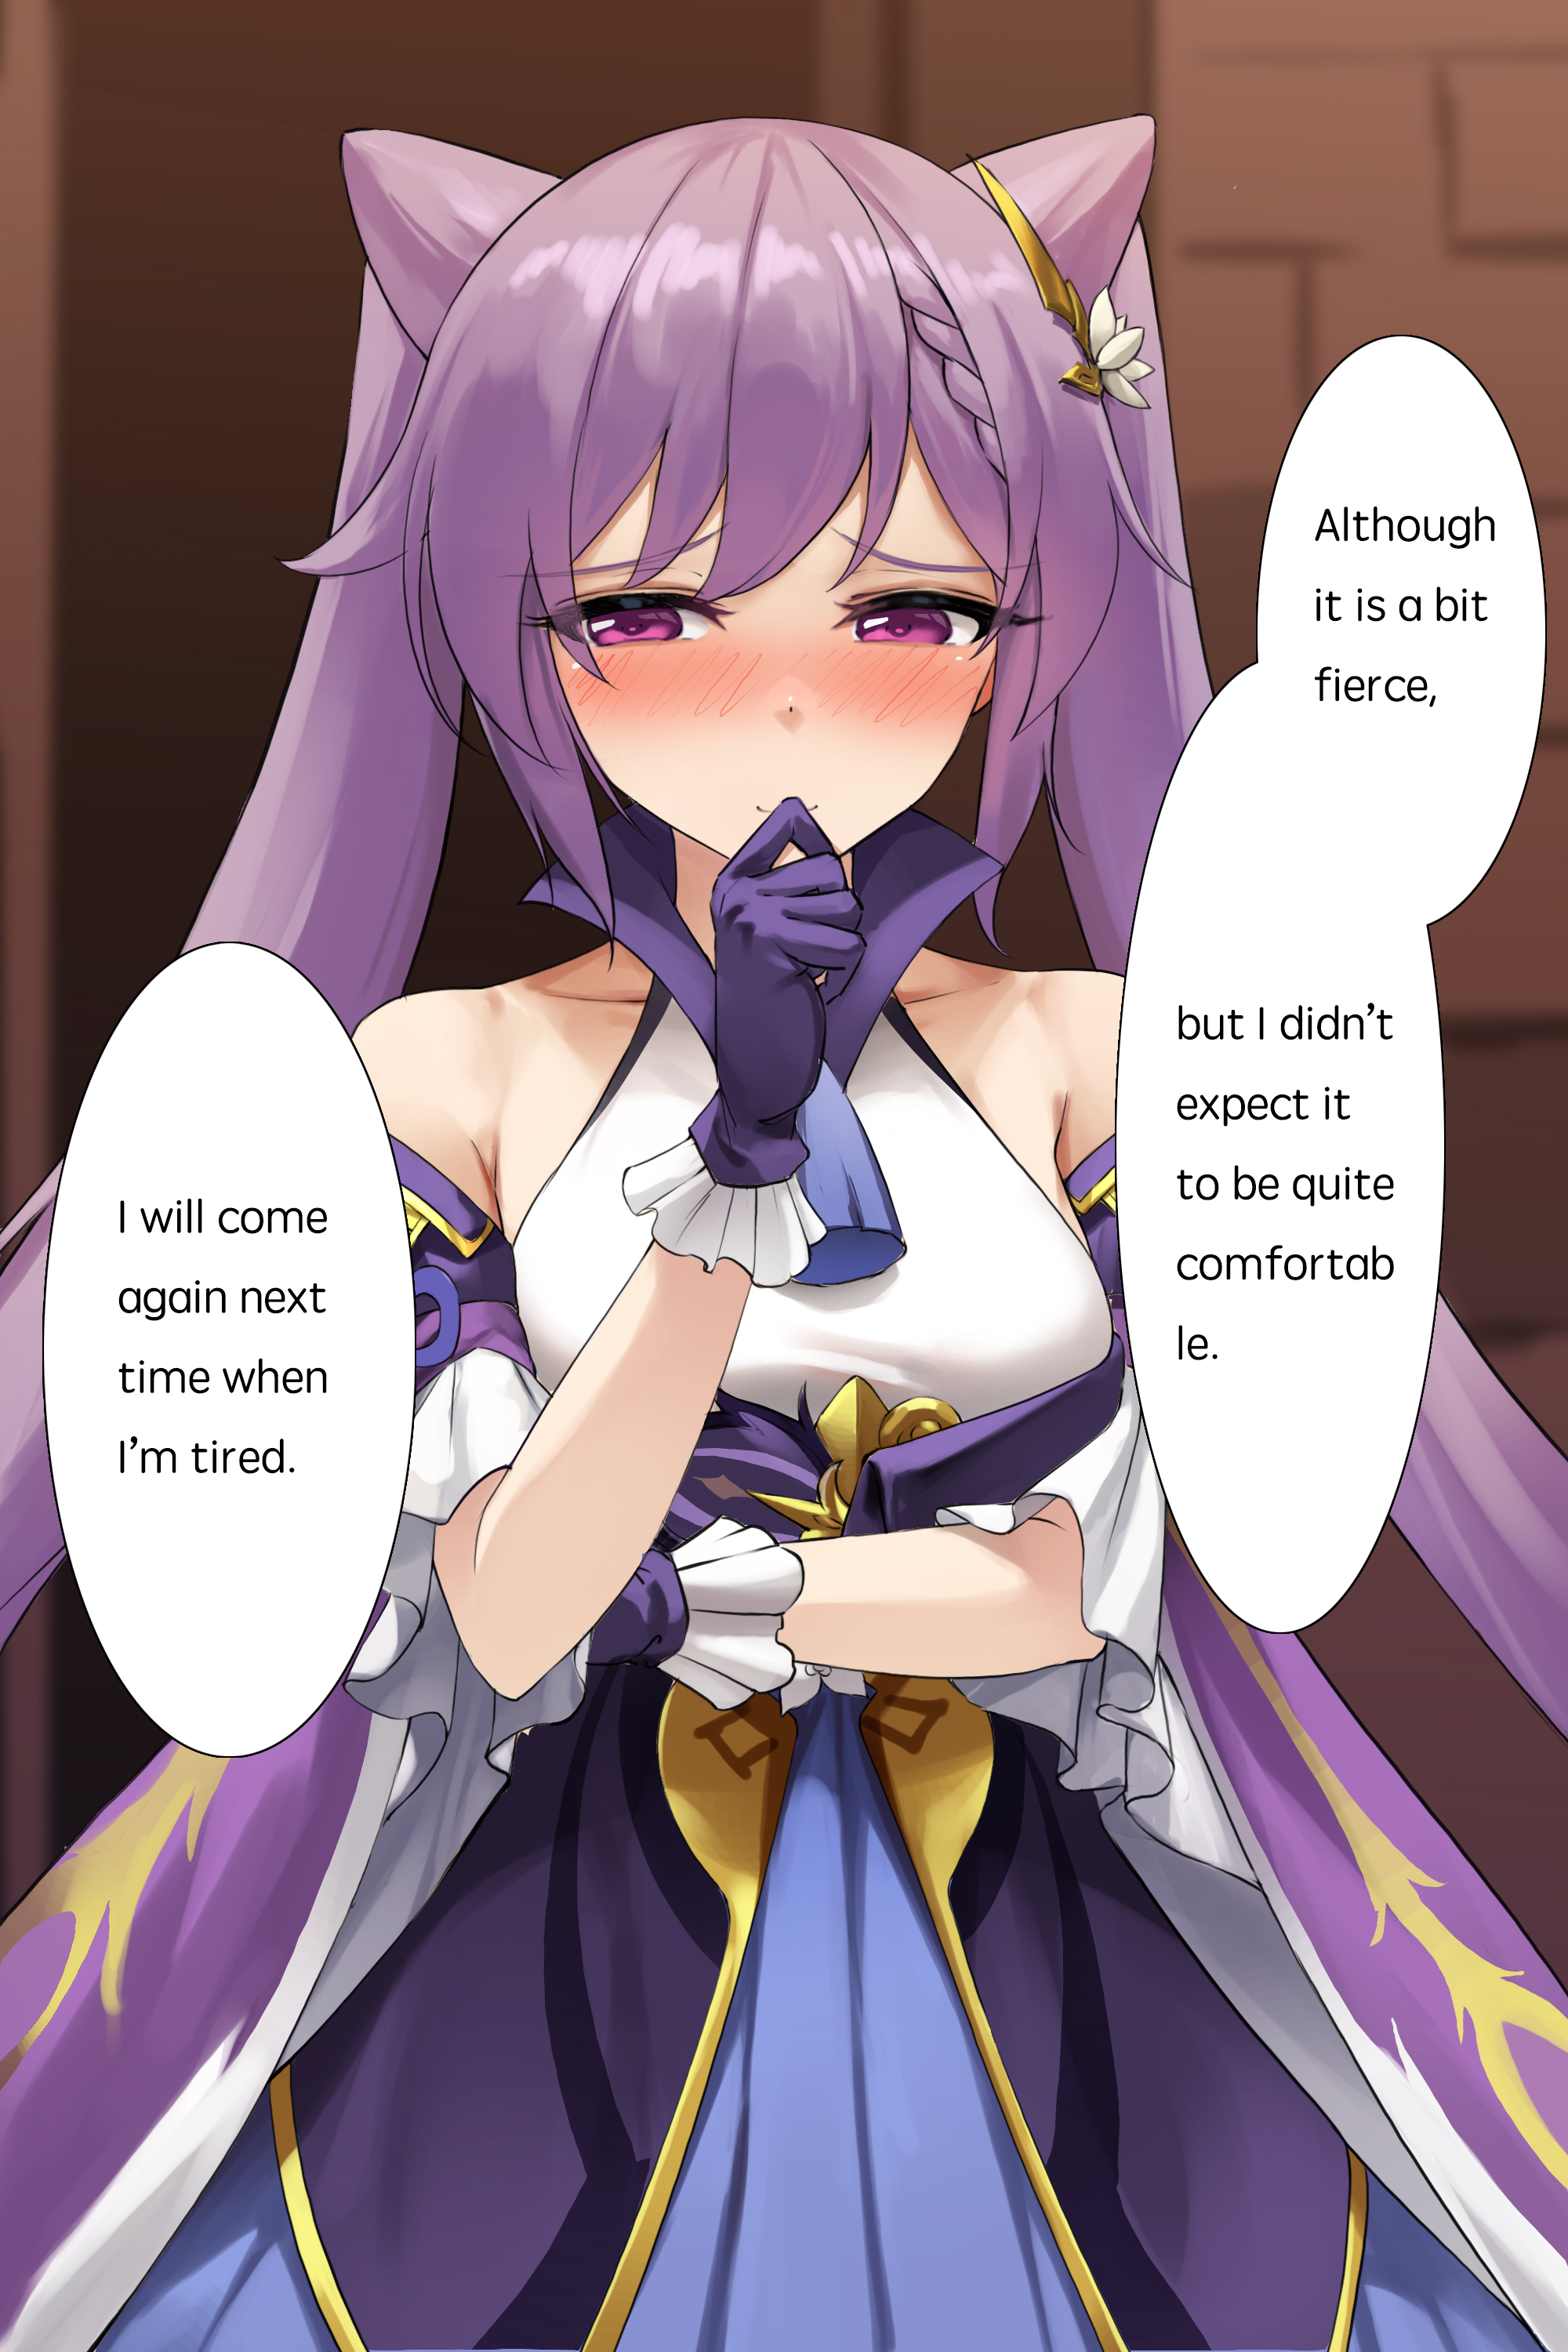 Although
it is a bit
fierce,
but I didn't
expect it
to be quite
comfortab
le.
I will come
again next
time when
I'm tired.